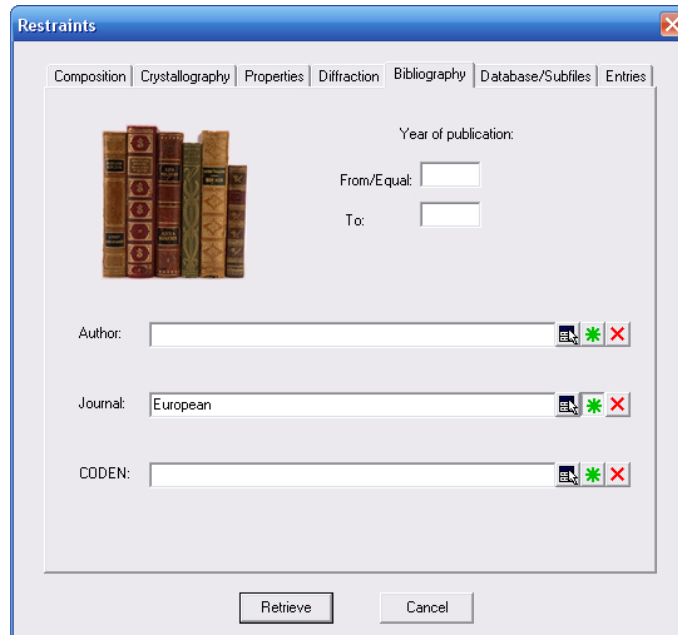 Restraints
Composition Crystallography Properties Diffraction Bibliography Database/Subfiles Entries
Year of publication:
From/Equal:
To:
Author:
Journal: European
CODEN:
Retrieve Cancel